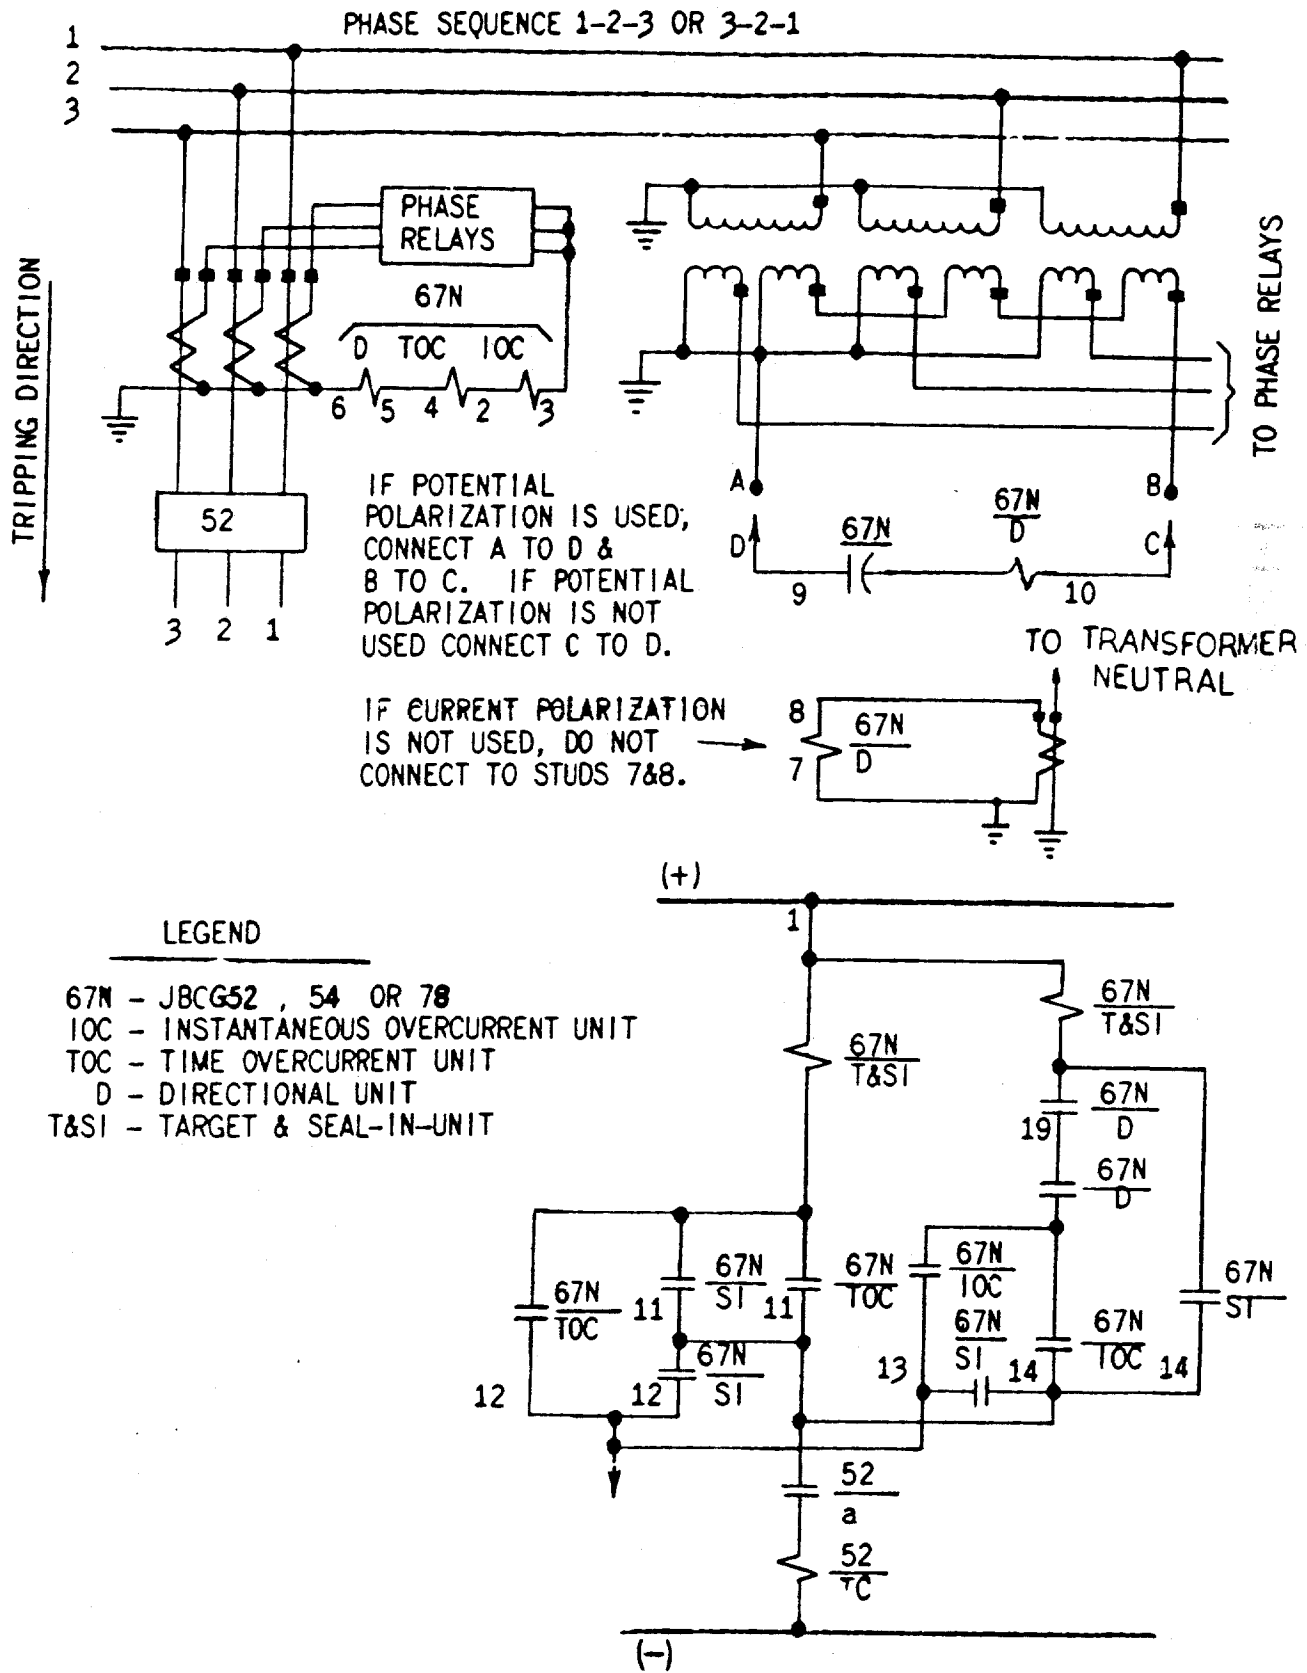 PHASE SEQUENCE 1-2-3 OR 3-2-1
1
2
3
PHASE
RELAYS
67N
D TOC IOC
6 5 4 2 3
TRIPPING DIRECTION
52
3 2 1
TO PHASE RELAYS
IF POTENTIAL
POLARIZATION IS USED,
CONNECT A TO D &
B TO C. IF POTENTIAL
POLARIZATION IS NOT
USED CONNECT C TO D.
A
B
D
67N
67N
D
C
9
10
TO TRANSFORMER
NEUTRAL
IF CURRENT POLARIZATION
IS NOT USED, DO NOT
CONNECT TO STUDS 7&8.
8
7
67N
D
(+)
1
LEGEND
67N - JBCG52 , 54 OR 78
IOC - INSTANTANEOUS OVERCURRENT UNIT
TOC - TIME OVERCURRENT UNIT
D - DIRECTIONAL UNIT
T&SI - TARGET & SEAL-IN-UNIT
67N
T&SI
67N
T&SI
67N
D
19
67N
D
67N
TOC
12
67N
SI
11
67N
SI
12
67N
TOC
11
67N
IOC
13
67N
SI
14
67N
TOC
67N
SI
14
52
a
52
TC
(-)